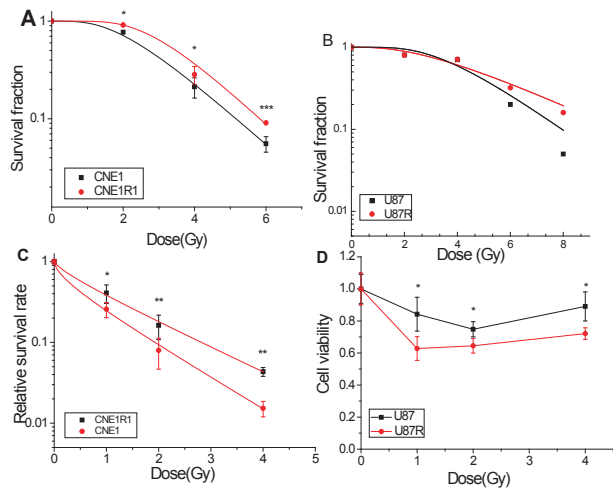 A
Survival fraction
1
0.1
*
*
***
CNE1
CNE1R1
0
2
4
6
Dose(Gy)
B
Survival fraction
1
0.1
0.01
U87
U87R
0
2
4
6
8
Dose (Gy)
C
Relative survival rate
1
0.1
0.01
*
**
**
CNE1R1
CNE1
0
1
2
3
4
5
Dose(Gy)
D
Cell viability
1.2
1.0
0.8
0.6
0.4
0.2
0.0
*
*
*
U87
U87R
0
1
2
4
Dose(Gy)